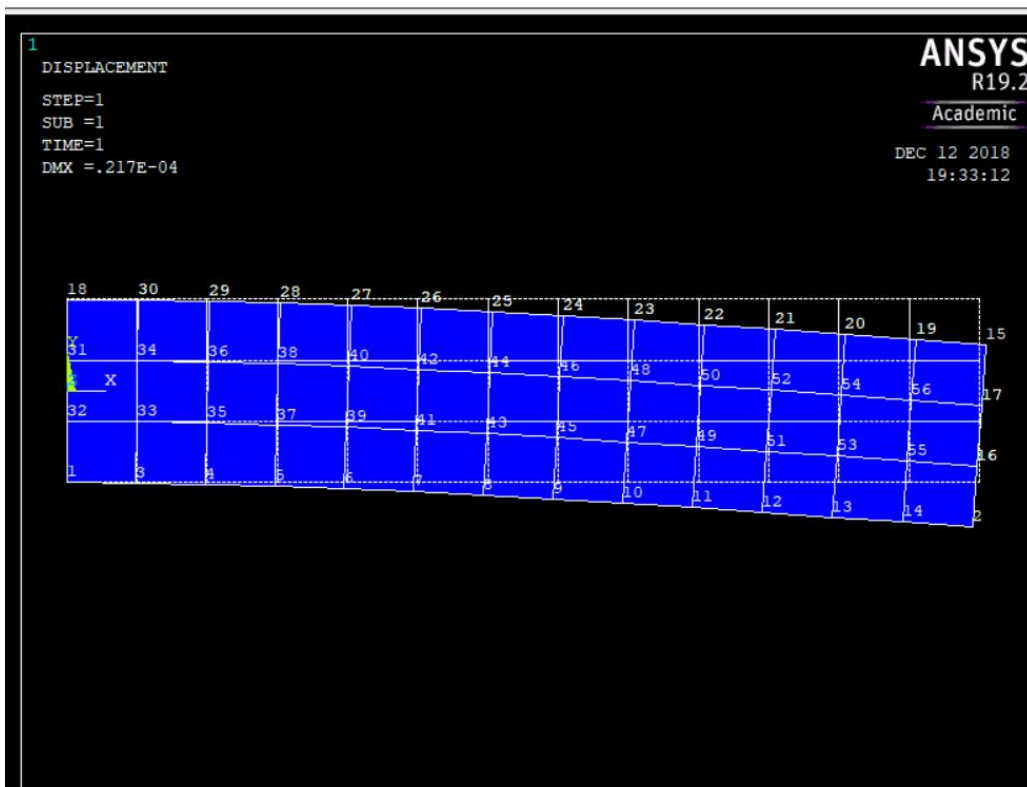 1
DISPLACEMENT
STEP=1
SUB =1
TIME=1
DMX =.217E-04
ANSYS
R19.2
Academic
DEC 12 2018
19:33:12
18 30 29 28 27 26 25 24 23 22 21 20 19 15
Y
31 34 36 38 40 42 44 46 48 50 52 54 56 17
X
32 33 35 37 39 41 43 45 47 49 51 53 55 16
1 3 4 5 6 7 8 9 10 11 12 13 14 2